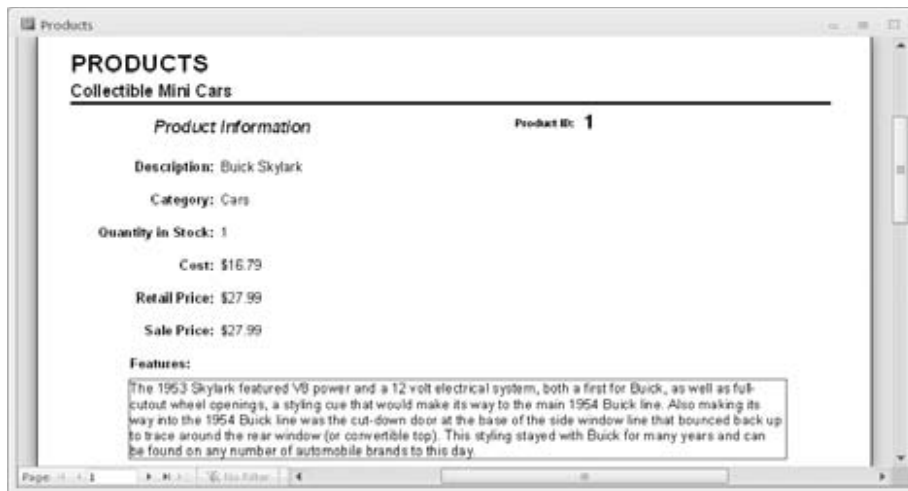 Products
PRODUCTS
Collectible Mini Cars
Product Information Product ID: 1
Description: Buick Skylark
Category: Cars
Quantity in Stock: 1
Cost: $16.79
Retail Price: $27.99
Sale Price: $27.99
Features:
The 1953 Skylark featured V8 power and a 12 volt electrical system, both a first for Buick, as well as full-
cutout wheel openings, a styling cue that would make its way to the main 1954 Buick line. Also making its
way into the 1954 Buick line was the cut-down door at the base of the side window line that bounced back up
to trace around the rear window (or convertible top). This styling stayed with Buick for many years and can
be found on any number of automobile brands to this day.
Page: 1 No Filter